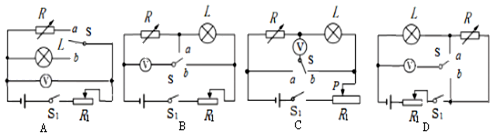 R a S
L b
V
S₁ R₁
A
R L
a
V S b
S₁ R₁
B
R L
V
S
a b
P
S₁ R₁
C
L R
a
V S b
R₁ S₁
D